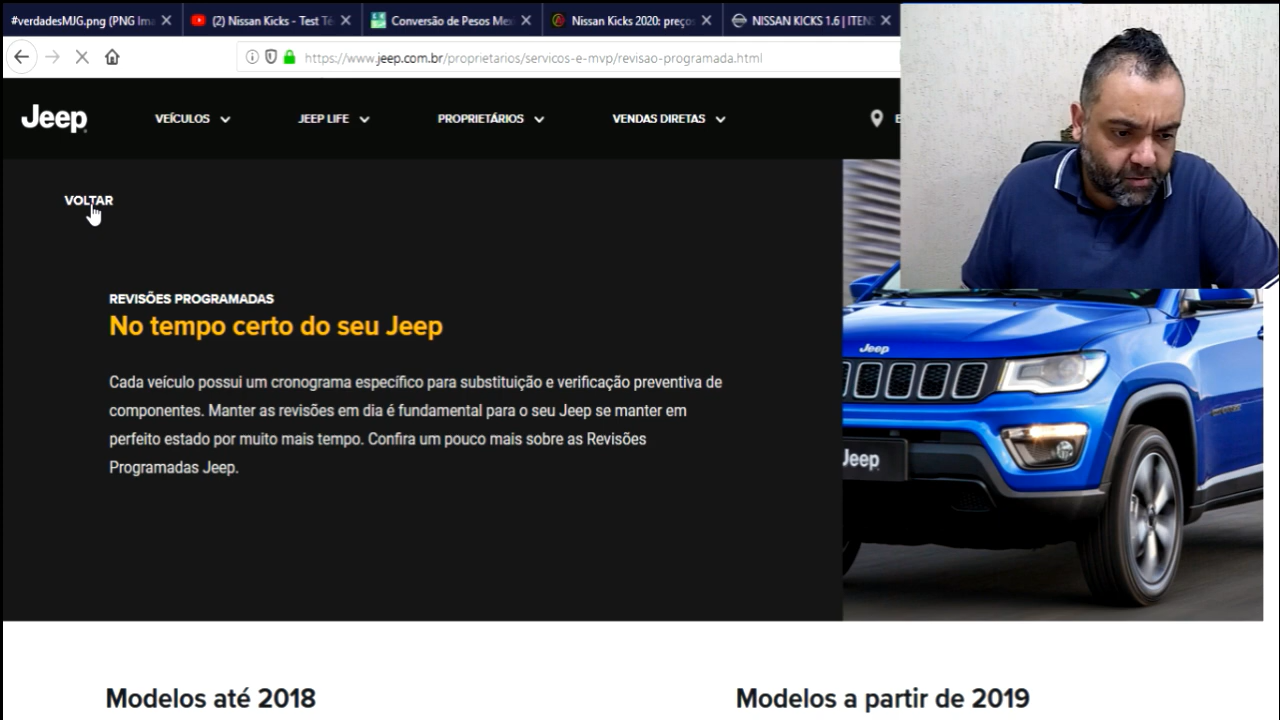 #verdadesMJG.png (PNG Ima
(2) Nissan Kicks - Test Té
Conversão de Pesos Me
Nissan Kicks 2020: preços
NISSAN KICKS 1.6 | ITENS
https://www.jeep.com.br/proprietarios/servicos-e-mvp/revisao-programada.html
Jeep
VEÍCULOS
JEEP LIFE
PROPRIETÁRIOS
VENDAS DIRETAS
VOLTAR
REVISÕES PROGRAMADAS
No tempo certo do seu Jeep
Cada veículo possui um cronograma específico para substituição e verificação preventiva de
componentes. Manter as revisões em dia é fundamental para o seu Jeep se manter em
perfeito estado por muito mais tempo. Confira um pouco mais sobre as Revisões
Programadas Jeep.
Jeep
Jeep
Modelos até 2018
Modelos a partir de 2019